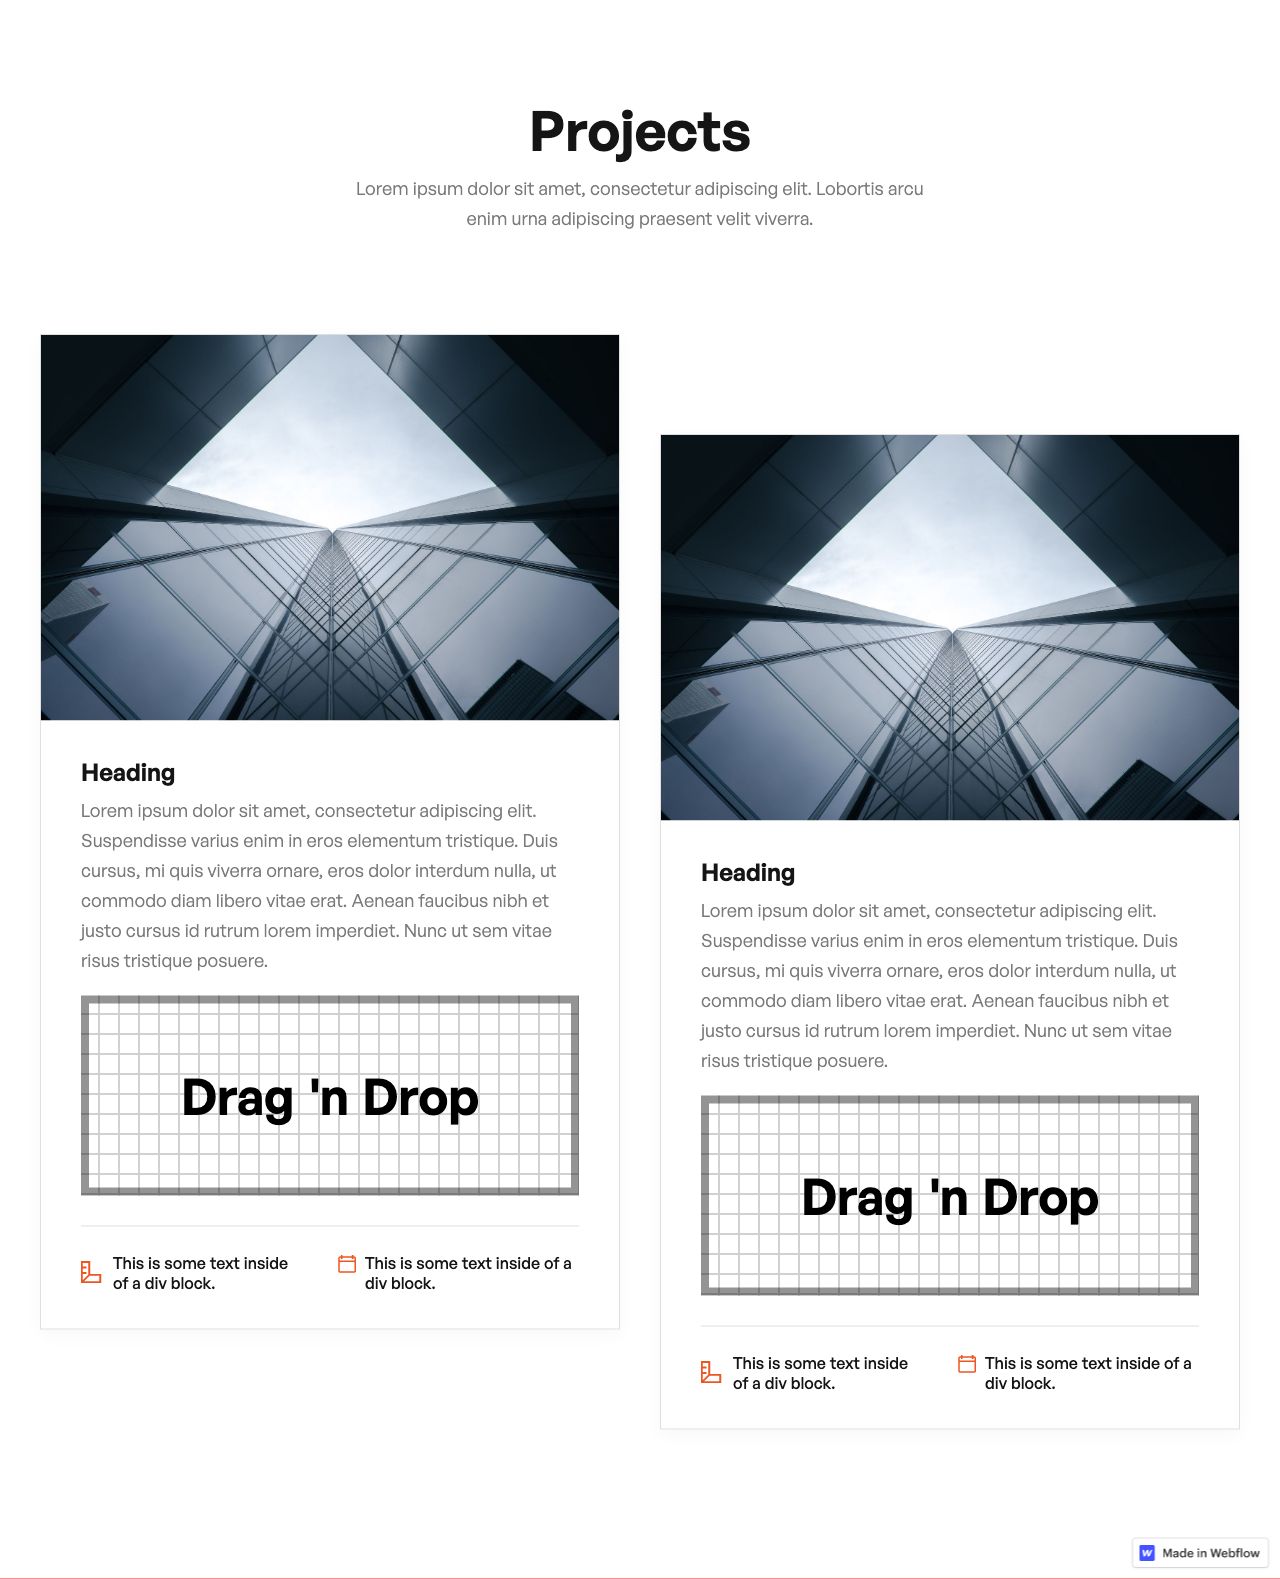 Projects
Lorem ipsum dolor sit amet, consectetur adipiscing elit. Lobortis arcu
enim urna adipiscing praesent velit viverra.
Heading
Lorem ipsum dolor sit amet, consectetur adipiscing elit.
Suspendisse varius enim in eros elementum tristique. Duis
cursus, mi quis viverra ornare, eros dolor interdum nulla, ut
commodo diam libero vitae erat. Aenean faucibus nibh et
justo cursus id rutrum lorem imperdiet. Nunc ut sem vitae
risus tristique posuere.
Drag 'n Drop
This is some text inside
of a div block.
This is some text inside of a
div block.
Heading
Lorem ipsum dolor sit amet, consectetur adipiscing elit.
Suspendisse varius enim in eros elementum tristique. Duis
cursus, mi quis viverra ornare, eros dolor interdum nulla, ut
commodo diam libero vitae erat. Aenean faucibus nibh et
justo cursus id rutrum lorem imperdiet. Nunc ut sem vitae
risus tristique posuere.
Drag 'n Drop
This is some text inside
of a div block.
This is some text inside of a
div block.
Made in Webflow